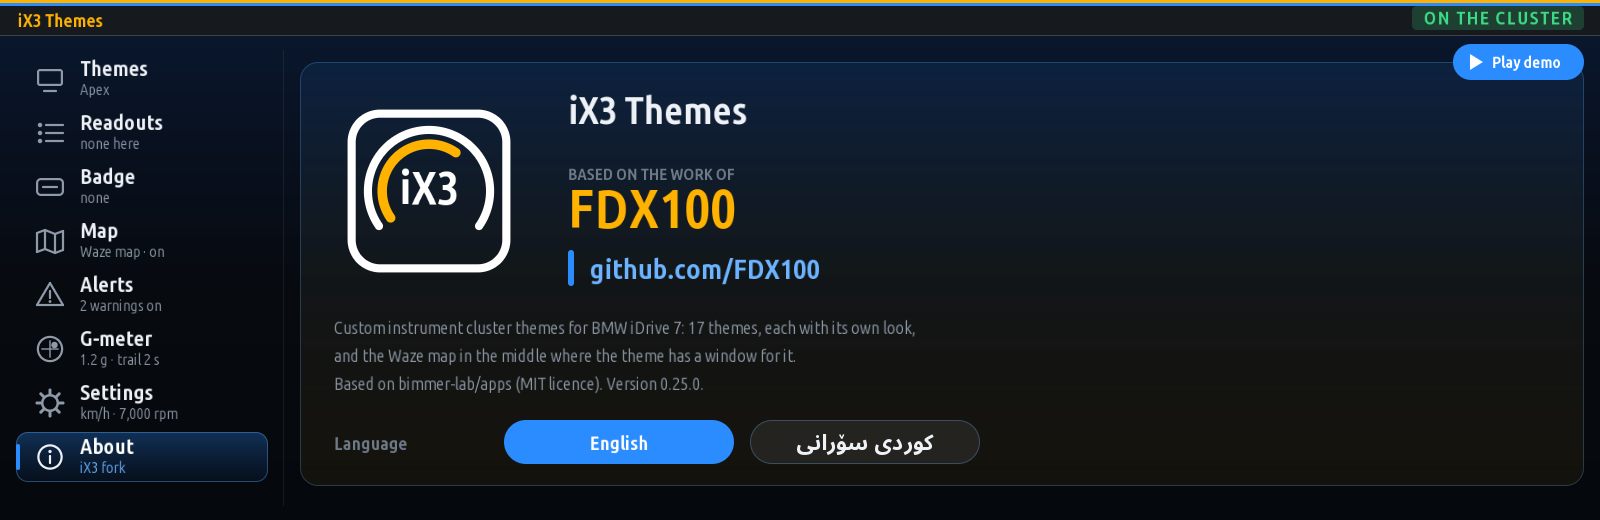 iX3 Themes
ON THE CLUSTER
Play demo
Themes
Apex
Readouts
none here
Badge
none
Map
Waze map · on
Alerts
2 warnings on
G-meter
1.2 g · trail 2 s
Settings
km/h · 7,000 rpm
About
iX3 fork
iX3
iX3 Themes
BASED ON THE WORK OF
FDX100
github.com/FDX100
Custom instrument cluster themes for BMW iDrive 7: 17 themes, each with its own look,
and the Waze map in the middle where the theme has a window for it.
Based on bimmer-lab/apps (MIT licence). Version 0.25.0.
Language
English
کوردی سۆرانی